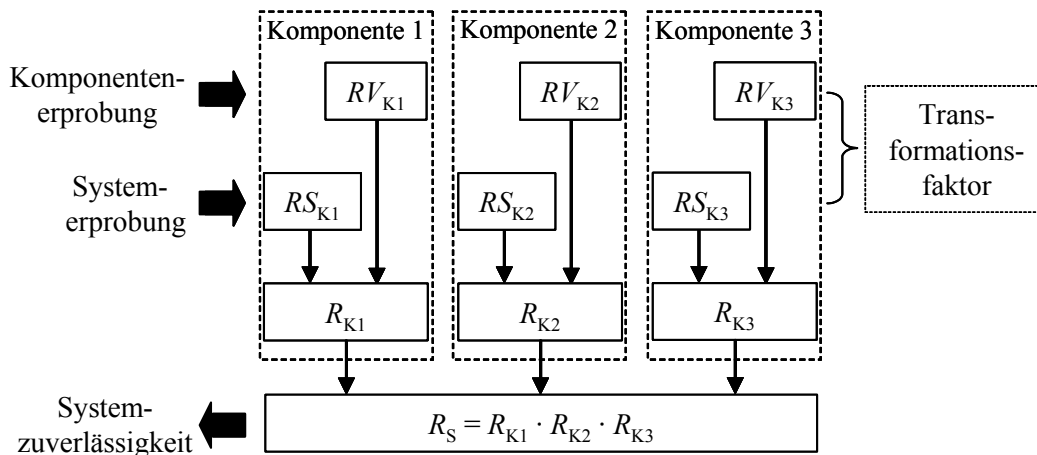 Komponente 1
Komponente 2
Komponente 3
Komponenten-
erprobung
RV_K1
RV_K2
RV_K3
Trans-
formations-
faktor
System-
erprobung
RS_K1
RS_K2
RS_K3
R_K1
R_K2
R_K3
System-
zuverlässigkeit
R_S = R_K1 · R_K2 · R_K3